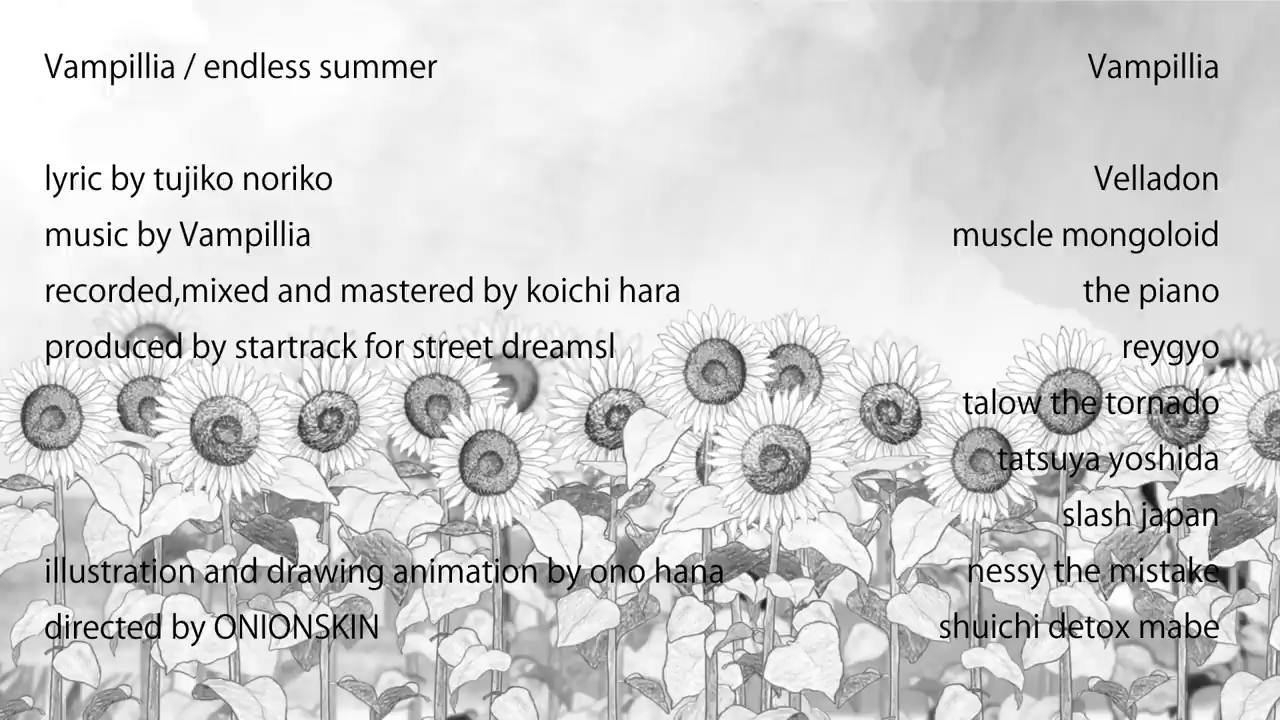 Vampillia / endless summer
lyric by tujiko noriko
music by Vampillia
recorded,mixed and mastered by koichi hara
produced by startrack for street dreamsl
illustration and drawing animation by ono hana
directed by ONIONSKIN
Vampillia
Velladon
muscle mongoloid
the piano
reygyo
talow the tornado
tatsuya yoshida
slash japan
nessy the mistake
shuichi detox mabe